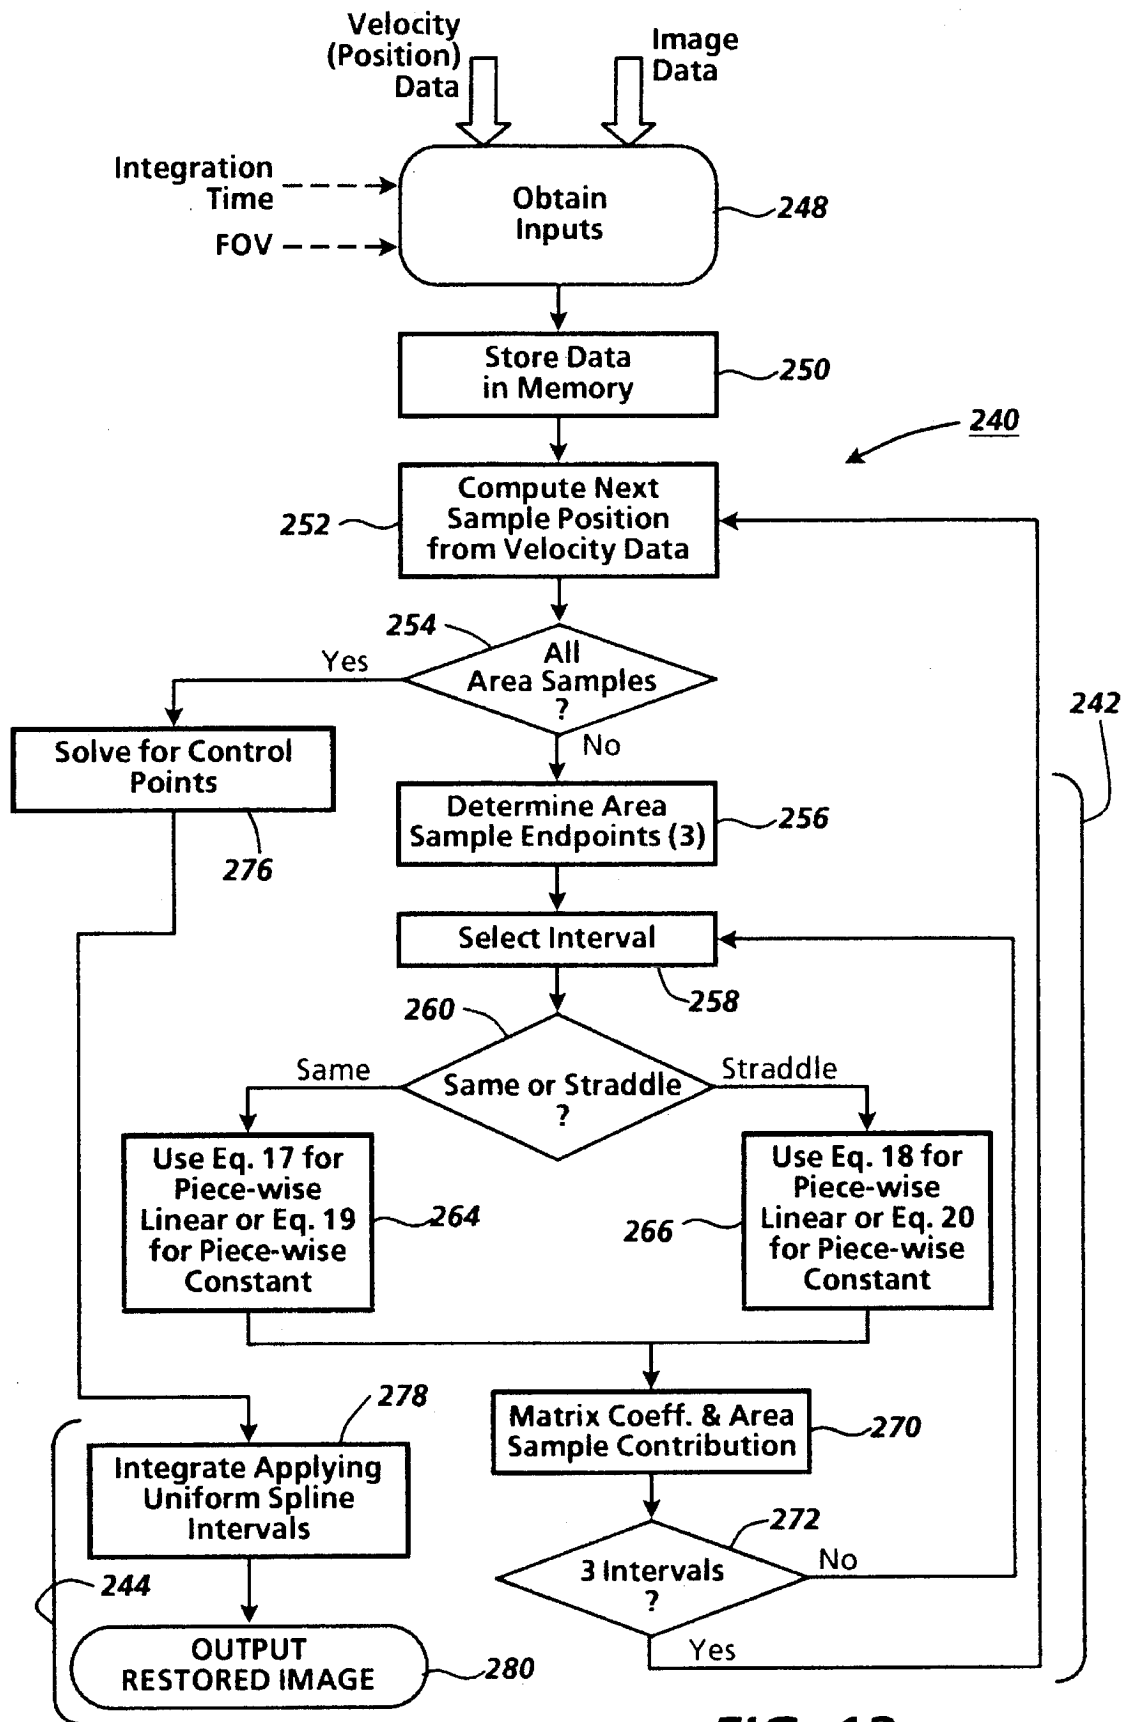 Velocity
(Position)
Data
Image
Data
Integration
Time
FOV
Obtain
Inputs
248
Store Data
in Memory
250
240
Compute Next
Sample Position
from Velocity Data
252
254
All
Area Samples
?
Yes
No
242
Solve for Control
Points
276
Determine Area
Sample Endpoints (3)
256
Select Interval
258
260
Same
Same or Straddle
?
Straddle
Use Eq. 17 for
Piece-wise
Linear or Eq. 19
for Piece-wise
Constant
264
266
Use Eq. 18 for
Piece-wise
Linear or Eq. 20
for Piece-wise
Constant
278
Matrix Coeff. & Area
Sample Contribution
270
Integrate Applying
Uniform Spline
Intervals
272
3 Intervals
?
No
Yes
244
OUTPUT
RESTORED IMAGE
280